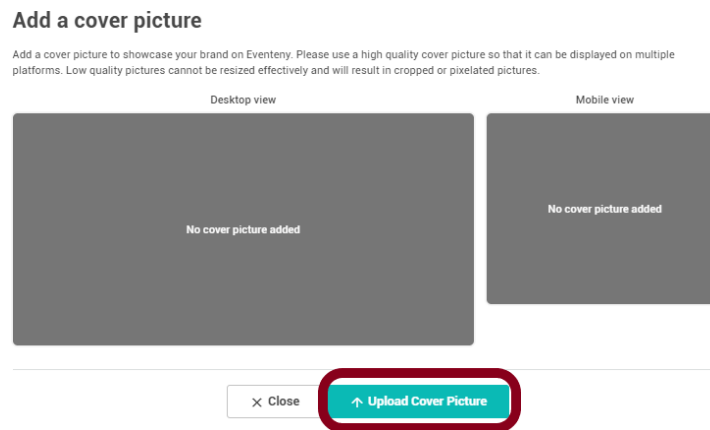 Add a cover picture
Add a cover picture to showcase your brand on Eventeny. Please use a high quality cover picture so that it can be displayed on multiple
platforms. Low quality pictures cannot be resized effectively and will result in cropped or pixelated pictures.
Desktop view
Mobile view
No cover picture added
No cover picture added
Close
Upload Cover Picture